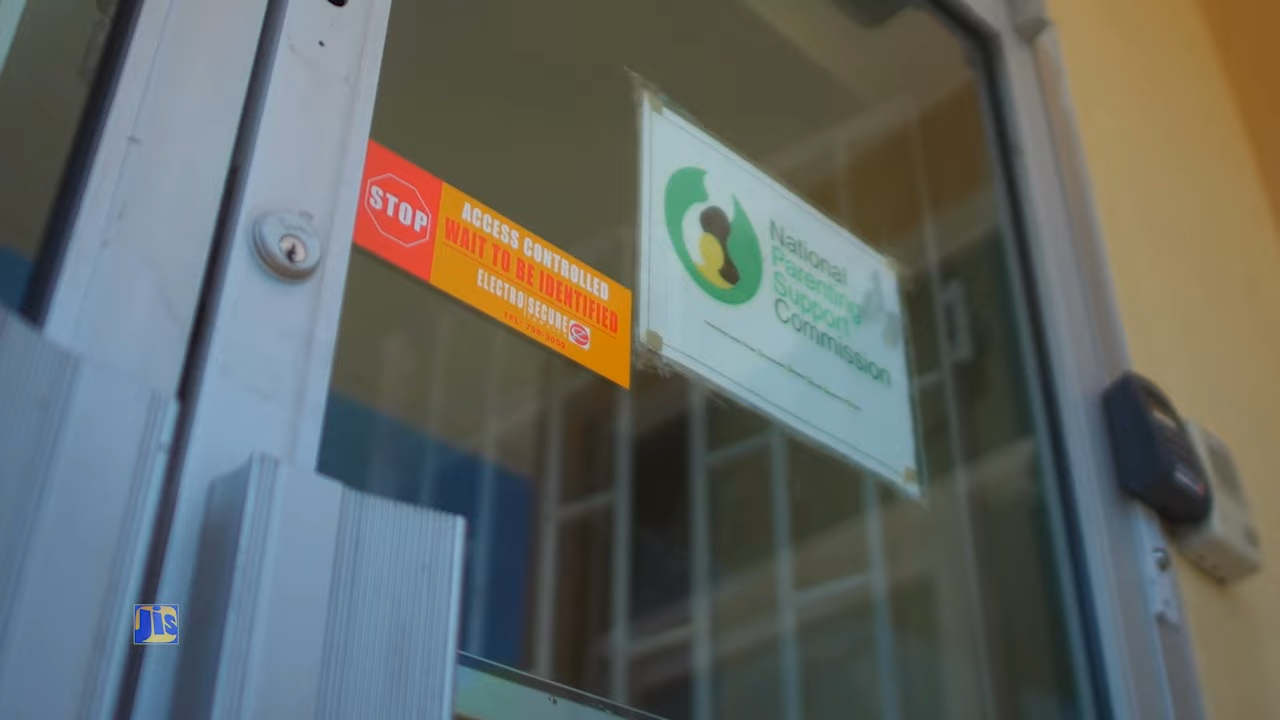 STOP
ACCESS CONTROLLED
WAIT TO BE IDENTIFIED
ELECTRO SECURE
National
Parenting
Support
Commission
Jis